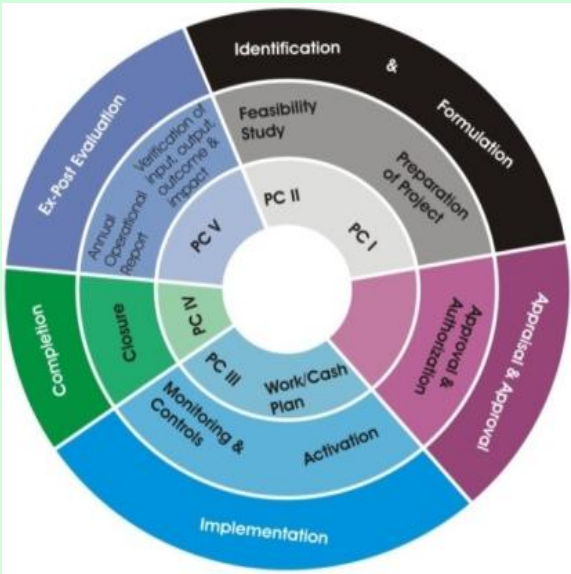 Identification
&
Formulation
Feasibility
Study
Preparation
of Project
PC II
PC I
Appraisal & Approval
Approval &
Authorization
Implementation
Activation
Monitoring &
Controls
Work/Cash
Plan
PC III
Completion
Closure
PC IV
Ex-Post Evaluation
Verification of
input, output,
outcome &
impact
Annual
Operational
Report
PC V